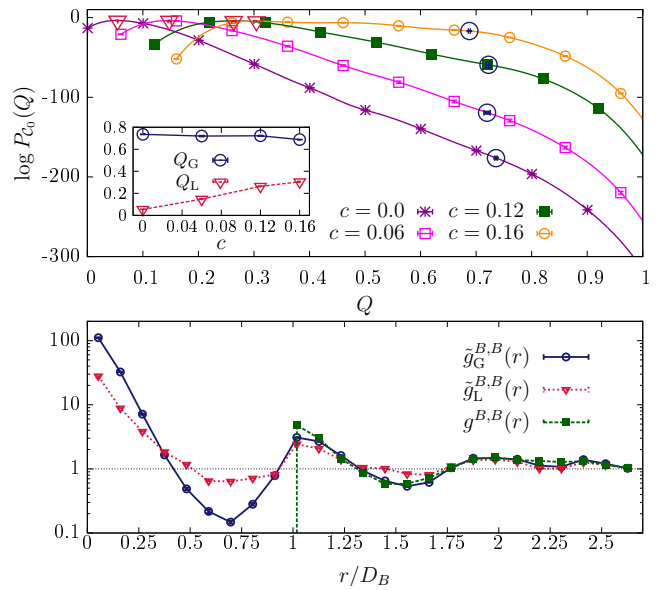 0
-100
-200
-300
log P_{c_0}(Q)
0.8
0.6
0.4
0.2
0
Q_G
Q_L
0 0.04 0.08 0.12 0.16
c
c = 0.0
c = 0.06
c = 0.12
c = 0.16
0 0.1 0.2 0.3 0.4 0.5 0.6 0.7 0.8 0.9 1
Q
100
10
1
0.1
g̃_G^{B,B}(r)
g̃_L^{B,B}(r)
g^{B,B}(r)
0 0.25 0.5 0.75 1 1.25 1.5 1.75 2 2.25 2.5
r/D_B